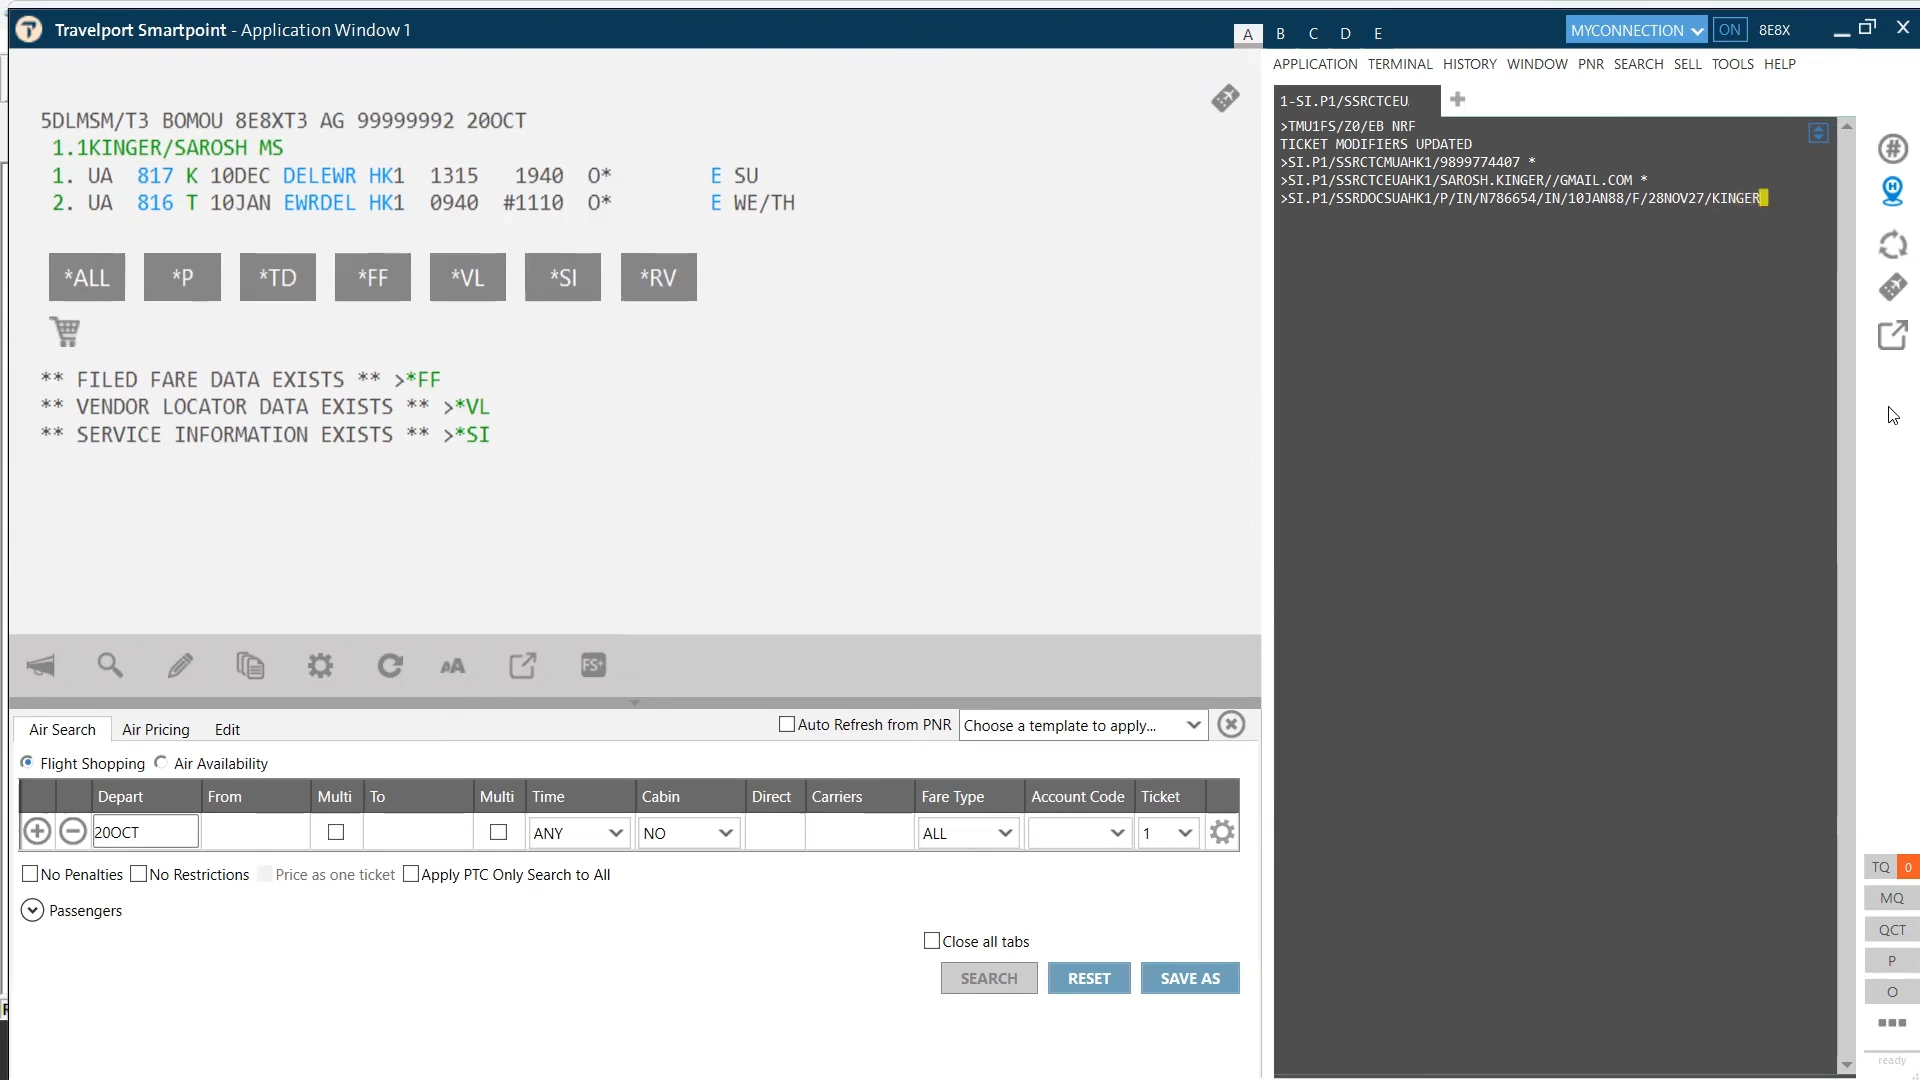 Travelport Smartpoint - Application Window 1
A B C D E
MYCONNECTION ON 8E8X
APPLICATION TERMINAL HISTORY WINDOW PNR SEARCH SELL TOOLS HELP
5DLMSM/T3 BOMOU 8E8XT3 AG 99999992 20OCT
1.1KINGER/SAROSH MS
1. UA 817 K 10DEC DELEWR HK1 1315 1940 O* E SU
2. UA 816 T 10JAN EWRDEL HK1 0940 #1110 O* E WE/TH
*ALL *P *TD *FF *VL *SI *RV
** FILED FARE DATA EXISTS ** >*FF
** VENDOR LOCATOR DATA EXISTS ** >*VL
** SERVICE INFORMATION EXISTS ** >*SI
FS+
1-SI.P1/SSRCTCEU
>TMU1FS/Z0/EB NRF
TICKET MODIFIERS UPDATED
>SI.P1/SSRCTCMUAHK1/9899774407 *
>SI.P1/SSRCTCEUAHK1/SAROSH.KINGER//GMAIL.COM *
>SI.P1/SSRDOCSUAHK1/P/IN/N786654/IN/10JAN88/F/28NOV27/KINGER
Air Search Air Pricing Edit
Auto Refresh from PNR Choose a template to apply...
Flight Shopping Air Availability
Depart From Multi To Multi Time Cabin Direct Carriers Fare Type Account Code Ticket
20OCT ANY NO ALL 1
No Penalties No Restrictions Price as one ticket Apply PTC Only Search to All
Passengers
Close all tabs
SEARCH RESET SAVE AS
TQ 0
MQ
QCT
P
O
ready